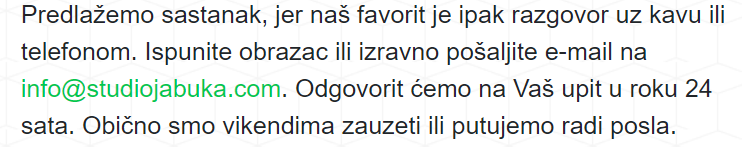 Predlažemo sastanak, jer naš favorit je ipak razgovor uz kavu ili
telefonom. Ispunite obrazac ili izravno pošaljite e-mail na
info@studiojabuka.com. Odgovorit ćemo na Vaš upit u roku 24
sata. Obično smo vikendima zauzeti ili putujemo radi posla.